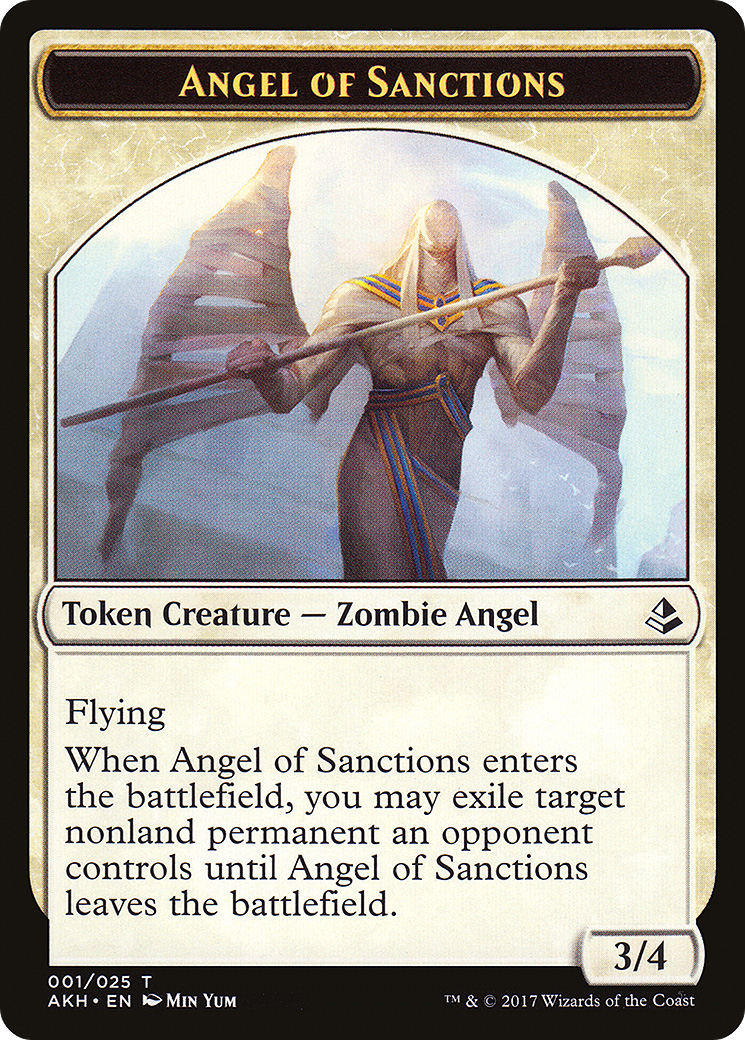 Angel of Sanctions
Token Creature — Zombie Angel
Flying
When Angel of Sanctions enters
the battlefield, you may exile target
nonland permanent an opponent
controls until Angel of Sanctions
leaves the battlefield.
3/4
001/025 T
AKH • EN Min Yum
™ & © 2017 Wizards of the Coast